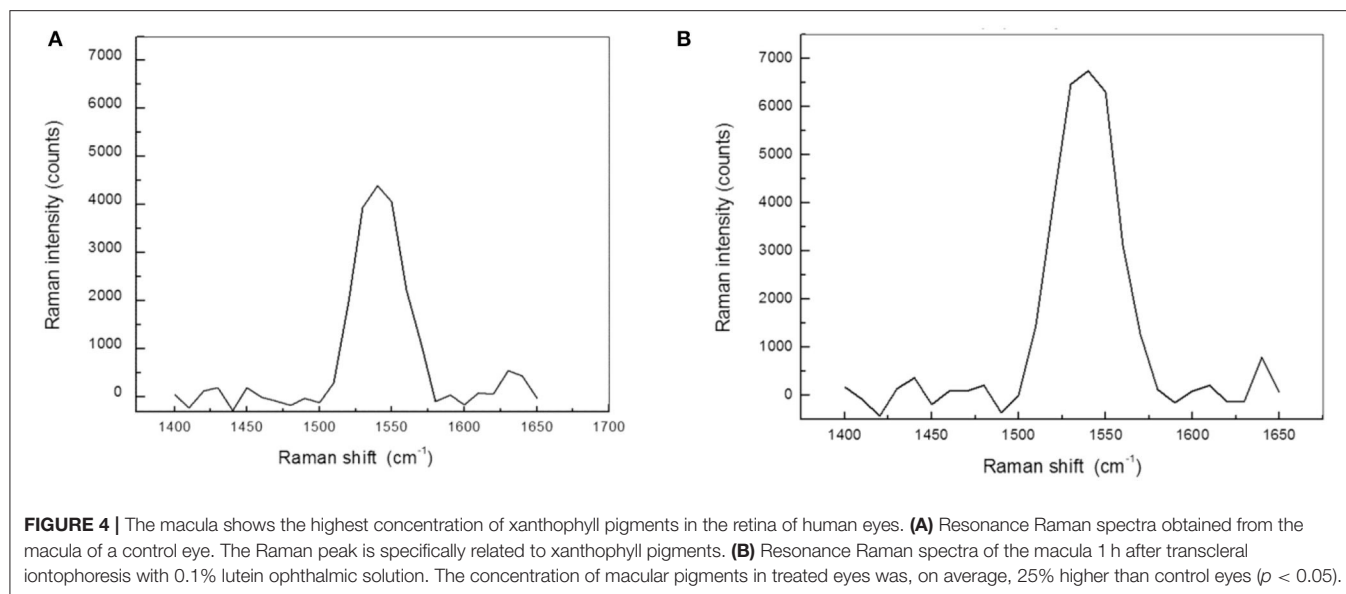 A
7000
6000
5000
4000
3000
2000
1000
0
Raman intensity (counts)
1400 1450 1500 1550 1600 1650 1700
Raman shift (cm⁻¹)
B
7000
6000
5000
4000
3000
2000
1000
0
Raman intensity (counts)
1400 1450 1500 1550 1600 1650
Raman shift (cm⁻¹)
FIGURE 4 | The macula shows the highest concentration of xanthophyll pigments in the retina of human eyes. (A) Resonance Raman spectra obtained from the
macula of a control eye. The Raman peak is specifically related to xanthophyll pigments. (B) Resonance Raman spectra of the macula 1 h after transcleral
iontophoresis with 0.1% lutein ophthalmic solution. The concentration of macular pigments in treated eyes was, on average, 25% higher than control eyes (p < 0.05).